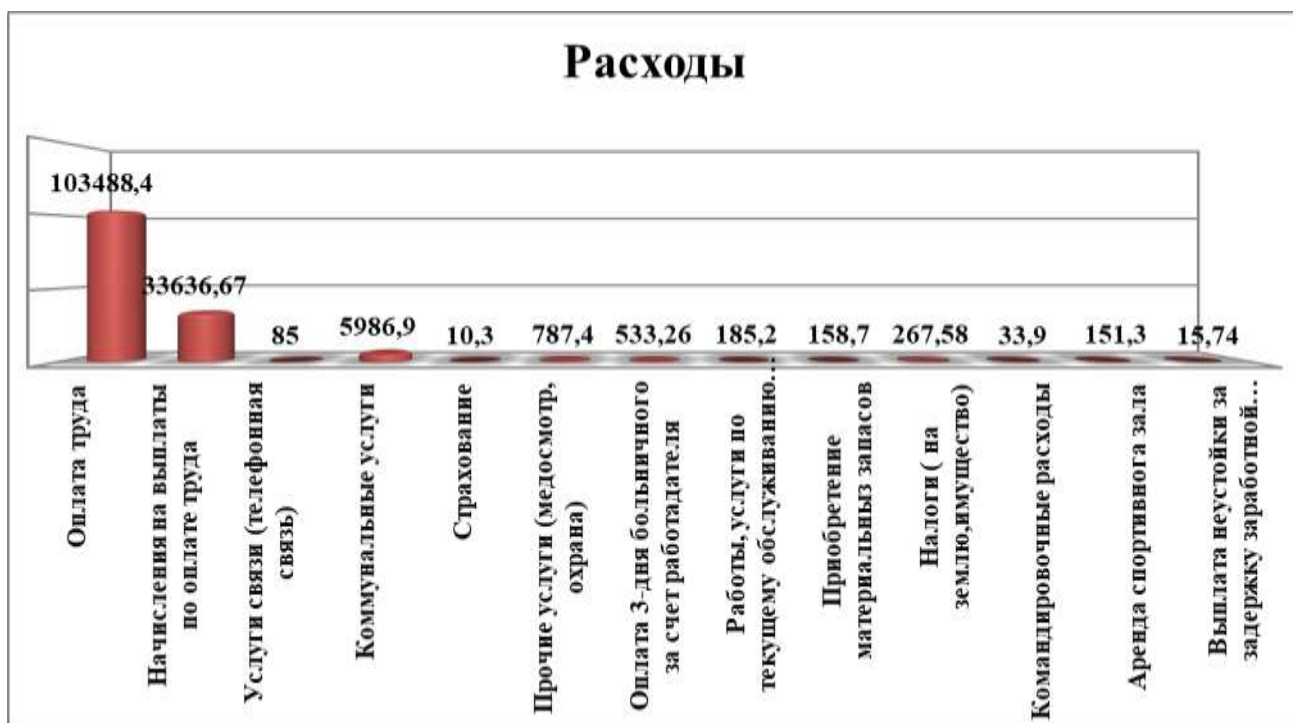 Расходы
103488,4
33636,67
85
5986,9
10,3
787,4
533,26
185,2
158,7
267,58
33,9
151,3
15,74
Оплата труда
Начисления на выплаты
по оплате труда
Услуги связи (телефонная
связь)
Коммунальные услуги
Страхование
Прочие услуги (медосмотр,
охрана)
Оплата 3-дня больничного
за счет работадателя
Работы,услуги по
текущему обслуживанию…
Приобретение
материальныз запасов
Налоги ( на
землю,имущество)
Командировочные расходы
Аренда спортивнога зала
Выплата неустойки за
задержку заработной…